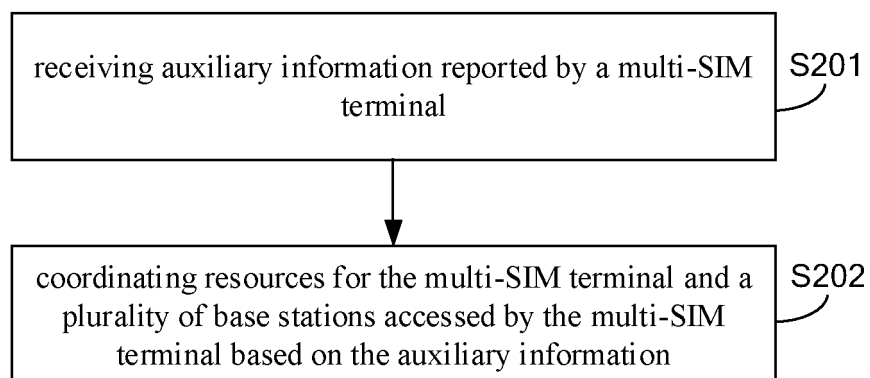 receiving auxiliary information reported by a multi-SIM
terminal
S201
coordinating resources for the multi-SIM terminal and a
plurality of base stations accessed by the multi-SIM
terminal based on the auxiliary information
S202